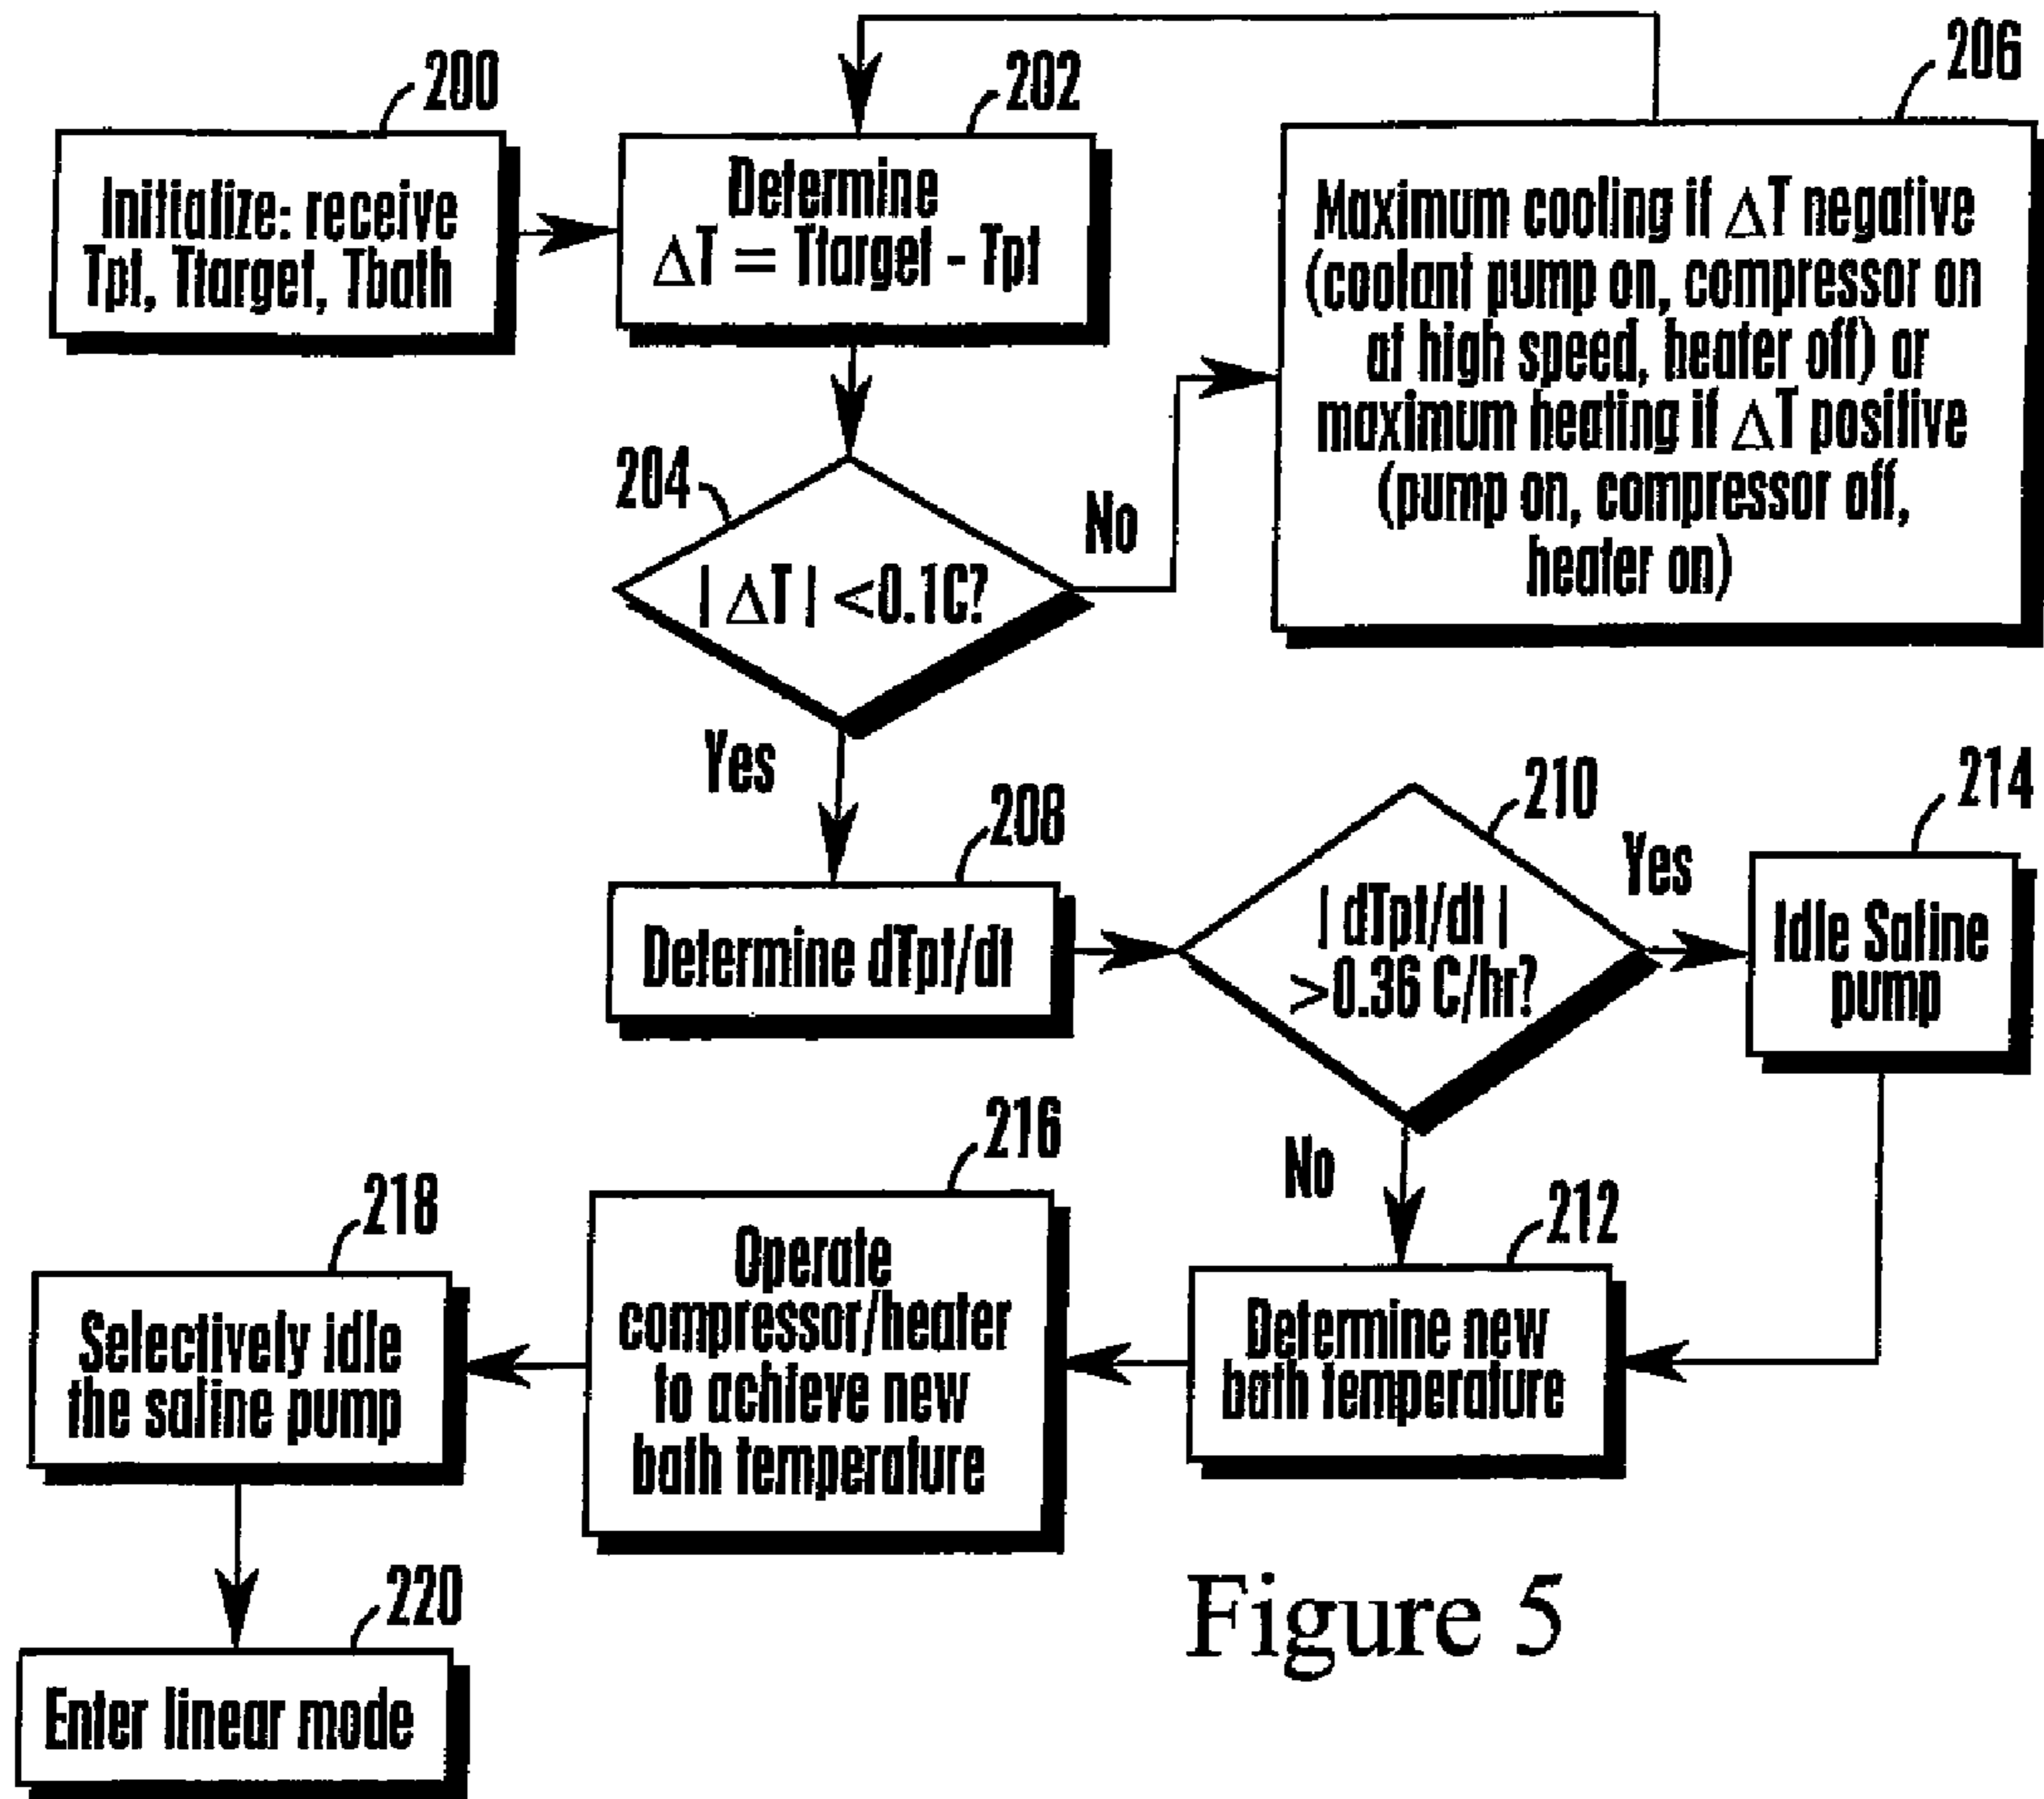 200
Initialize: receive
Tpt, Ttarget, Tbath
202
Determine
ΔT = Ttarget - Tpt
206
Maximum cooling if ΔT negative
(coolant pump on, compressor on
at high speed, heater off) or
maximum heating if ΔT positive
(pump on, compressor off,
heater on)
204
| ΔT | <0.1C?
No
Yes
208
Determine dTpt/dt
210
| dTpt/dt |
>0.36 C/hr?
Yes
No
214
Idle Saline
pump
212
Determine new
bath temperature
216
Operate
compressor/heater
to achieve new
bath temperature
218
Selectively idle
the saline pump
220
Enter linear mode
Figure 5